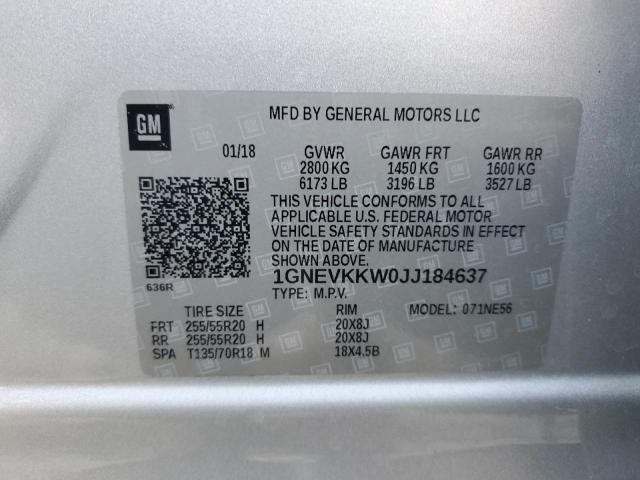 GM
MFD BY GENERAL MOTORS LLC
01/18 GVWR GAWR FRT GAWR RR
2800 KG 1450 KG 1600 KG
6173 LB 3196 LB 3527 LB
THIS VEHICLE CONFORMS TO ALL
APPLICABLE U.S. FEDERAL MOTOR
VEHICLE SAFETY STANDARDS IN EFFECT
ON THE DATE OF MANUFACTURE
SHOWN ABOVE.
1GNEVKKW0JJ184637
636R
TYPE: M.P.V.
TIRE SIZE RIM MODEL: 071NE56
FRT 255/55R20 H 20X8J
RR 255/55R20 H 20X8J
SPA T135/70R18 M 18X4.5B